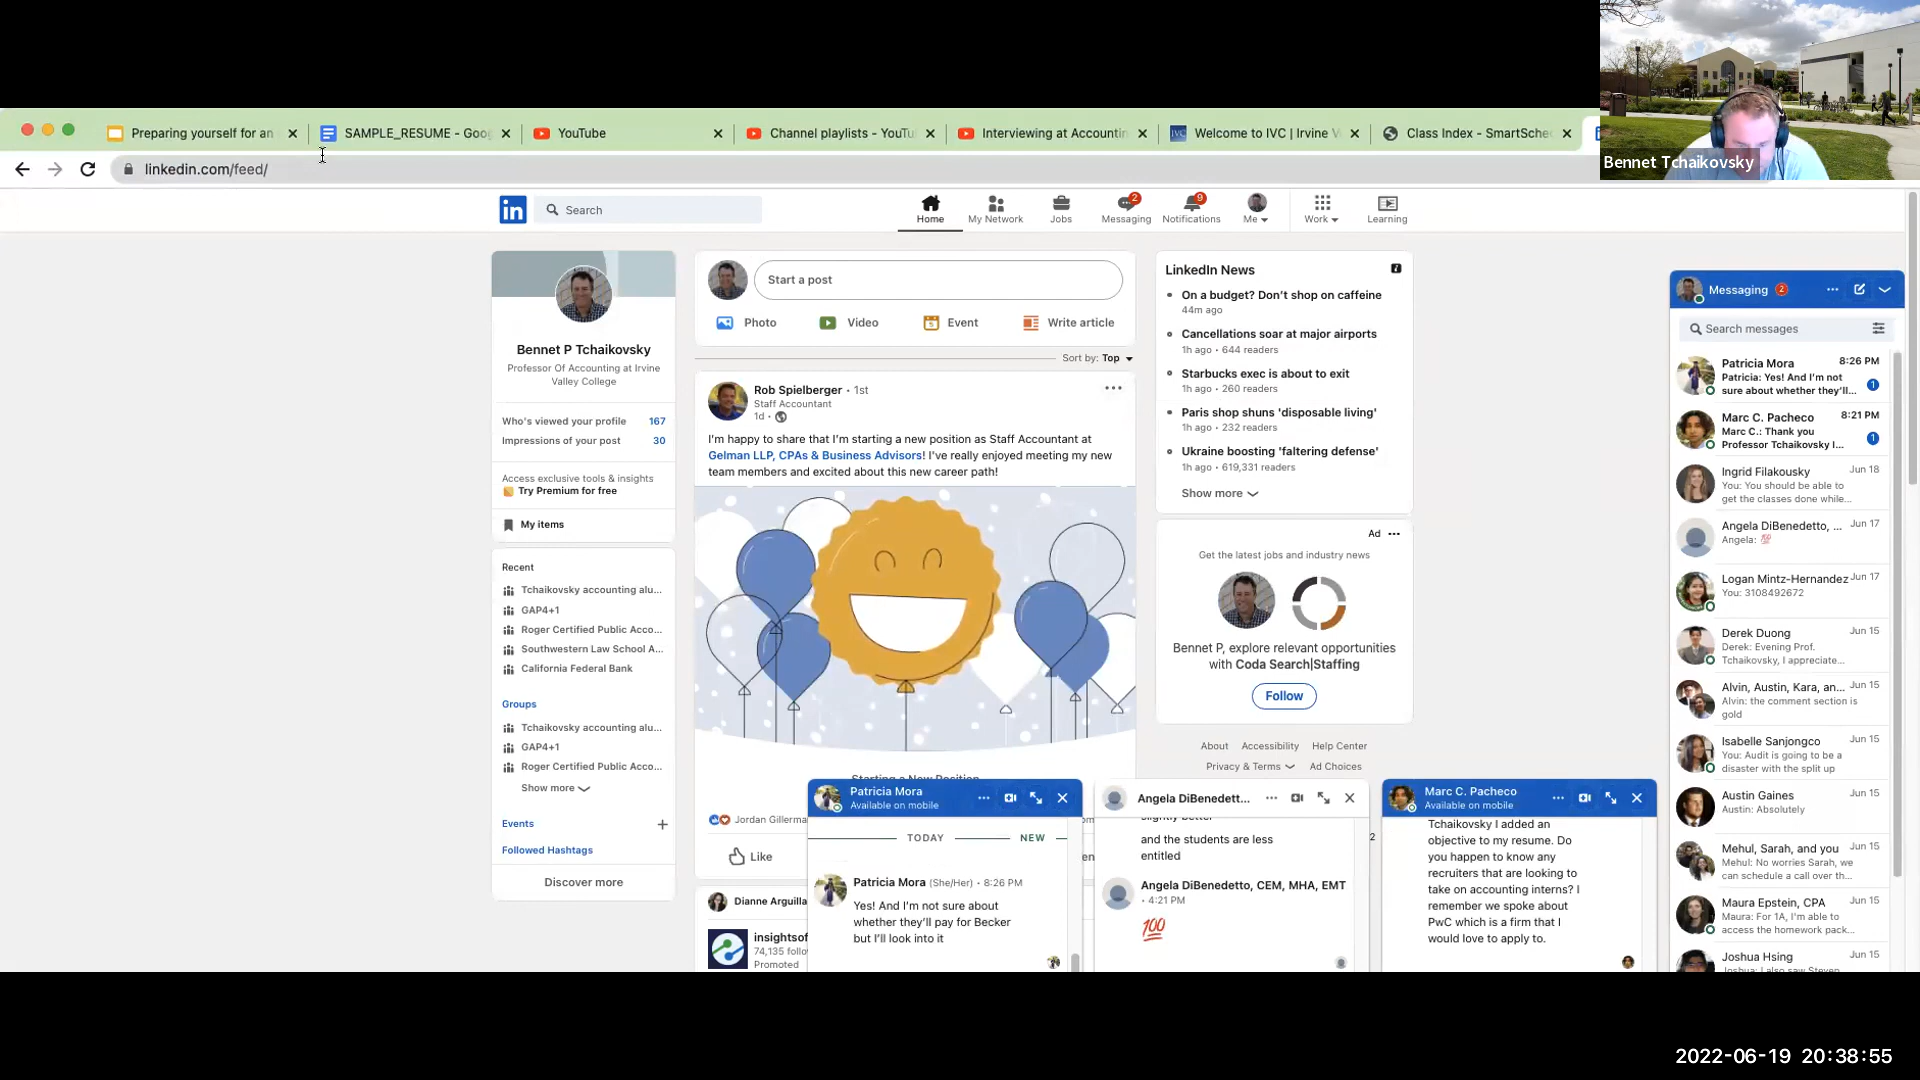 Bennet Tchaikovsky
Preparing yourself for an
SAMPLE_RESUME - Goog
YouTube
Channel playlists - YouTu
Interviewing at Accountin
IVC
Welcome to IVC | Irvine V
Class Index - SmartSche
linkedin.com/feed/
in
Search
Home
My Network
Jobs
2
Messaging
9
Notifications
Me
Work
Learning
Bennet P Tchaikovsky
Professor Of Accounting at Irvine
Valley College
Who's viewed your profile 167
Impressions of your post 30
Access exclusive tools & insights
Try Premium for free
My items
Recent
Tchaikovsky accounting alu...
GAP4+1
Roger Certified Public Acco...
Southwestern Law School A...
California Federal Bank
Groups
Tchaikovsky accounting alu...
GAP4+1
Roger Certified Public Acco...
Show more
Events
Followed Hashtags
Discover more
Start a post
Photo
Video
Event
Write article
Sort by: Top
Rob Spielberger • 1st
Staff Accountant
1d •
I'm happy to share that I'm starting a new position as Staff Accountant at
Gelman LLP, CPAs & Business Advisors! I've really enjoyed meeting my new
team members and excited about this new career path!
Starting a New Position
Jordan Gillerma
Like
Dianne Arguilla
insightsof
74,135 follo
Promoted
LinkedIn News
On a budget? Don't shop on caffeine
44m ago
Cancellations soar at major airports
1h ago • 644 readers
Starbucks exec is about to exit
1h ago • 260 readers
Paris shop shuns 'disposable living'
1h ago • 232 readers
Ukraine boosting 'faltering defense'
1h ago • 619,331 readers
Show more
Ad
Get the latest jobs and industry news
Bennet P, explore relevant opportunities
with Coda Search|Staffing
Follow
About Accessibility Help Center
Privacy & Terms Ad Choices
Patricia Mora
Available on mobile
TODAY NEW
Patricia Mora (She/Her) • 8:26 PM
Yes! And I'm not sure about
whether they'll pay for Becker
but I'll look into it
Angela DiBenedett...
slightly better
and the students are less
entitled
Angela DiBenedetto, CEM, MHA, EMT
• 4:21 PM
100
2
Marc C. Pacheco
Available on mobile
Tchaikovsky I added an
objective to my resume. Do
you happen to know any
recruiters that are looking to
take on accounting interns? I
remember we spoke about
PwC which is a firm that I
would love to apply to.
Messaging 2
Search messages
Patricia Mora 8:26 PM
Patricia: Yes! And I'm not
sure about whether they'll... 1
Marc C. Pacheco 8:21 PM
Marc C.: Thank you
Professor Tchaikovsky I... 1
Ingrid Filakousky Jun 18
You: You should be able to
get the classes done while...
Angela DiBenedetto, ... Jun 17
Angela: 💯
Logan Mintz-Hernandez Jun 17
You: 3108492672
Derek Duong Jun 15
Derek: Evening Prof.
Tchaikovsky, I appreciate...
Alvin, Austin, Kara, an... Jun 15
Alvin: the comment section is
gold
Isabelle Sanjongco Jun 15
You: Audit is going to be a
disaster with the split up
Austin Gaines Jun 15
Austin: Absolutely
Mehul, Sarah, and you Jun 15
Mehul: No worries Sarah, we
can schedule a call over th...
Maura Epstein, CPA Jun 15
Maura: For 1A, I'm able to
access the homework pack...
Joshua Hsing Jun 15
Joshua: I also saw Steven
2022-06-19 20:38:55